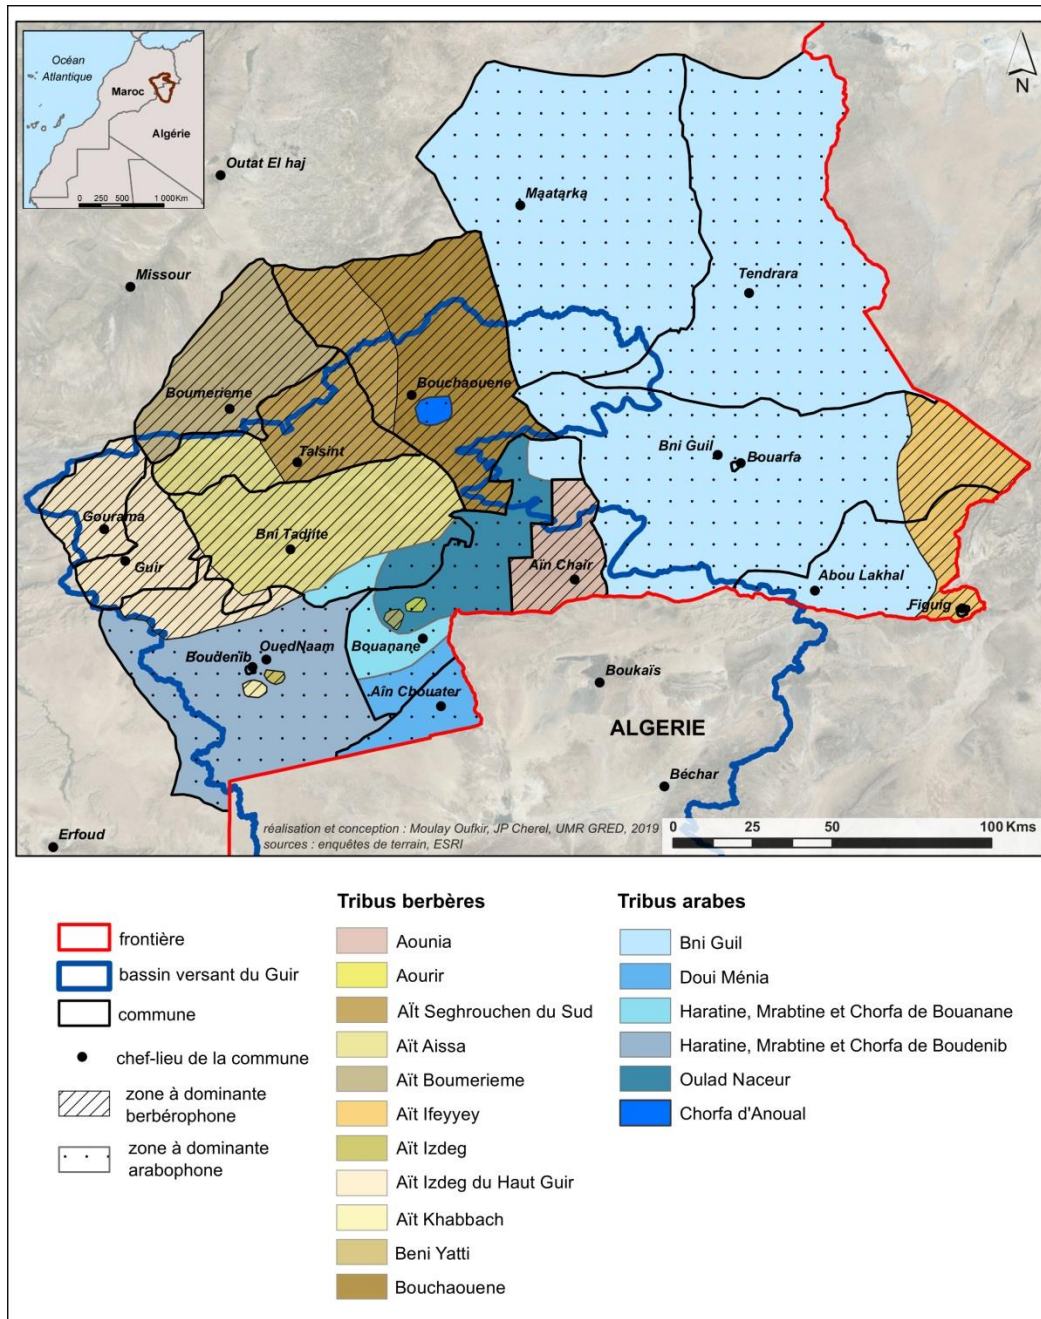 Océan
Atlantique
Maroc
Algérie
0 250 500 1 000Km
N
Outat El haj
Maatarka
Missour
Tendrara
Boumerieme
Bouchaouene
Talsint
Bni Guil
Bouarfa
Gourama
Bni Tadjite
Guir
Aïn Chair
Abou Lakhal
Figuig
OuedNaam
Boudenib
Bouanane
Boukaïs
Aîn Chouater
ALGERIE
Béchar
Erfoud
réalisation et conception : Moulay Oufkir, JP Cherel, UMR GRED, 2019
sources : enquêtes de terrain, ESRI
0 25 50 100 Kms
frontière
bassin versant du Guir
commune
chef-lieu de la commune
zone à dominante
berbérophone
zone à dominante
arabophone
Tribus berbères
Aounia
Aourir
AÏt Seghrouchen du Sud
Aït Aissa
Aït Boumerieme
Aït Ifeyyey
Aït Izdeg
Aït Izdeg du Haut Guir
Aït Khabbach
Beni Yatti
Bouchaouene
Tribus arabes
Bni Guil
Doui Ménia
Haratine, Mrabtine et Chorfa de Bouanane
Haratine, Mrabtine et Chorfa de Boudenib
Oulad Naceur
Chorfa d'Anoual